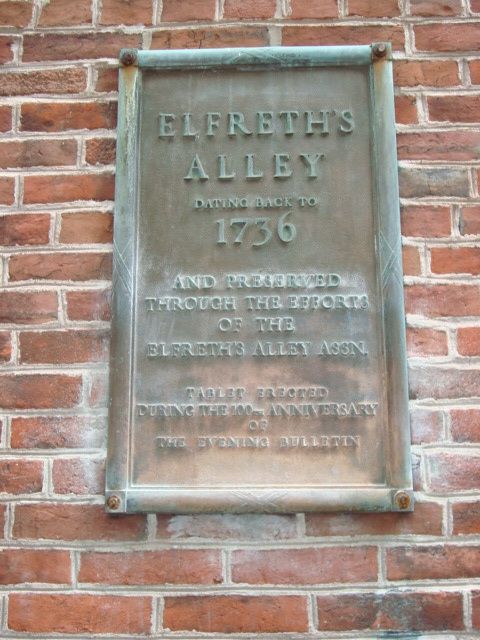 ELFRETH'S
ALLEY
DATING BACK TO
1736
AND PRESERVED
THROUGH THE EFFORTS
OF THE
ELFRETH'S ALLEY ASSN.
TABLET ERECTED
DURING THE 100TH ANNIVERSARY
OF
THE EVENING BULLETIN